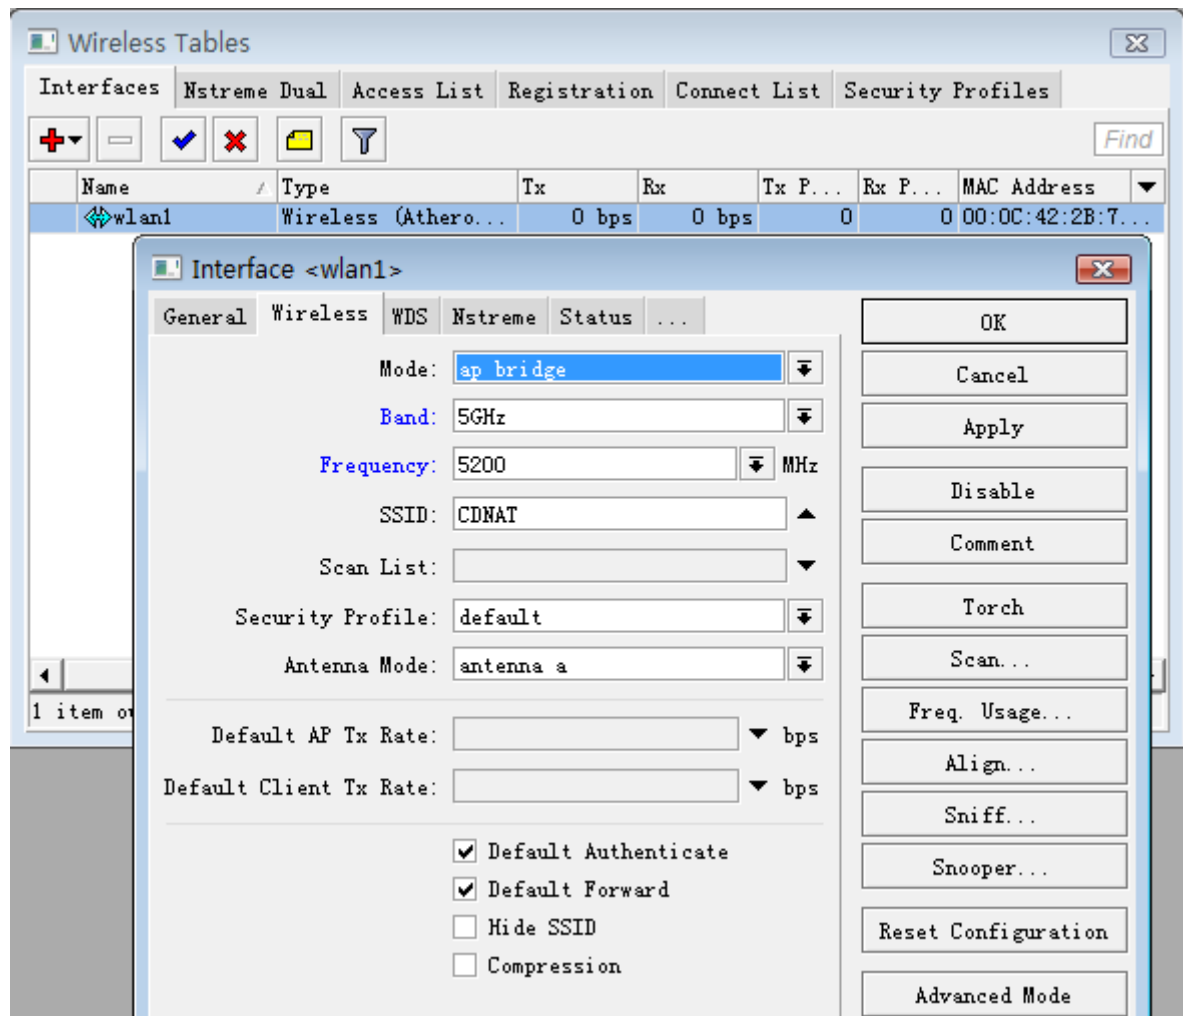 Wireless Tables
Interfaces Nstreme Dual Access List Registration Connect List Security Profiles
Find
Name Type Tx Rx Tx P... Rx P... MAC Address
wlan1 Wireless (Athero... 0 bps 0 bps 0 0 00:0C:42:2B:7...
Interface <wlan1>
General Wireless WDS Nstreme Status ...
Mode: ap bridge
Band: 5GHz
Frequency: 5200 MHz
SSID: CDNAT
Scan List:
Security Profile: default
Antenna Mode: antenna a
Default AP Tx Rate: bps
Default Client Tx Rate: bps
Default Authenticate
Default Forward
Hide SSID
Compression
OK
Cancel
Apply
Disable
Comment
Torch
Scan...
Freq. Usage...
Align...
Sniff...
Snooper...
Reset Configuration
Advanced Mode
1 item